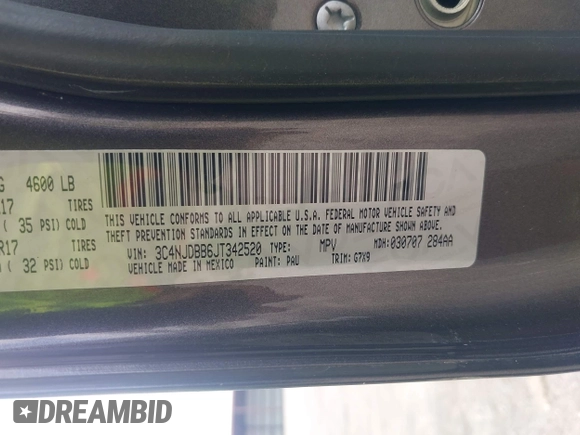 G 4600 LB
17 TIRES
35 PSI) COLD
R17 TIRES
32 PSI) COLD
THIS VEHICLE CONFORMS TO ALL APPLICABLE U.S.A. FEDERAL MOTOR VEHICLE SAFETY AND
THEFT PREVENTION STANDARDS IN EFFECT ON THE DATE OF MANUFACTURE SHOWN ABOVE.
VIN: 3C4NJDBB6JT342520 TYPE: MPV MDH: 030707 284AA
VEHICLE MADE IN MEXICO PAINT: PAU TRIM: G7X9
DREAMBID